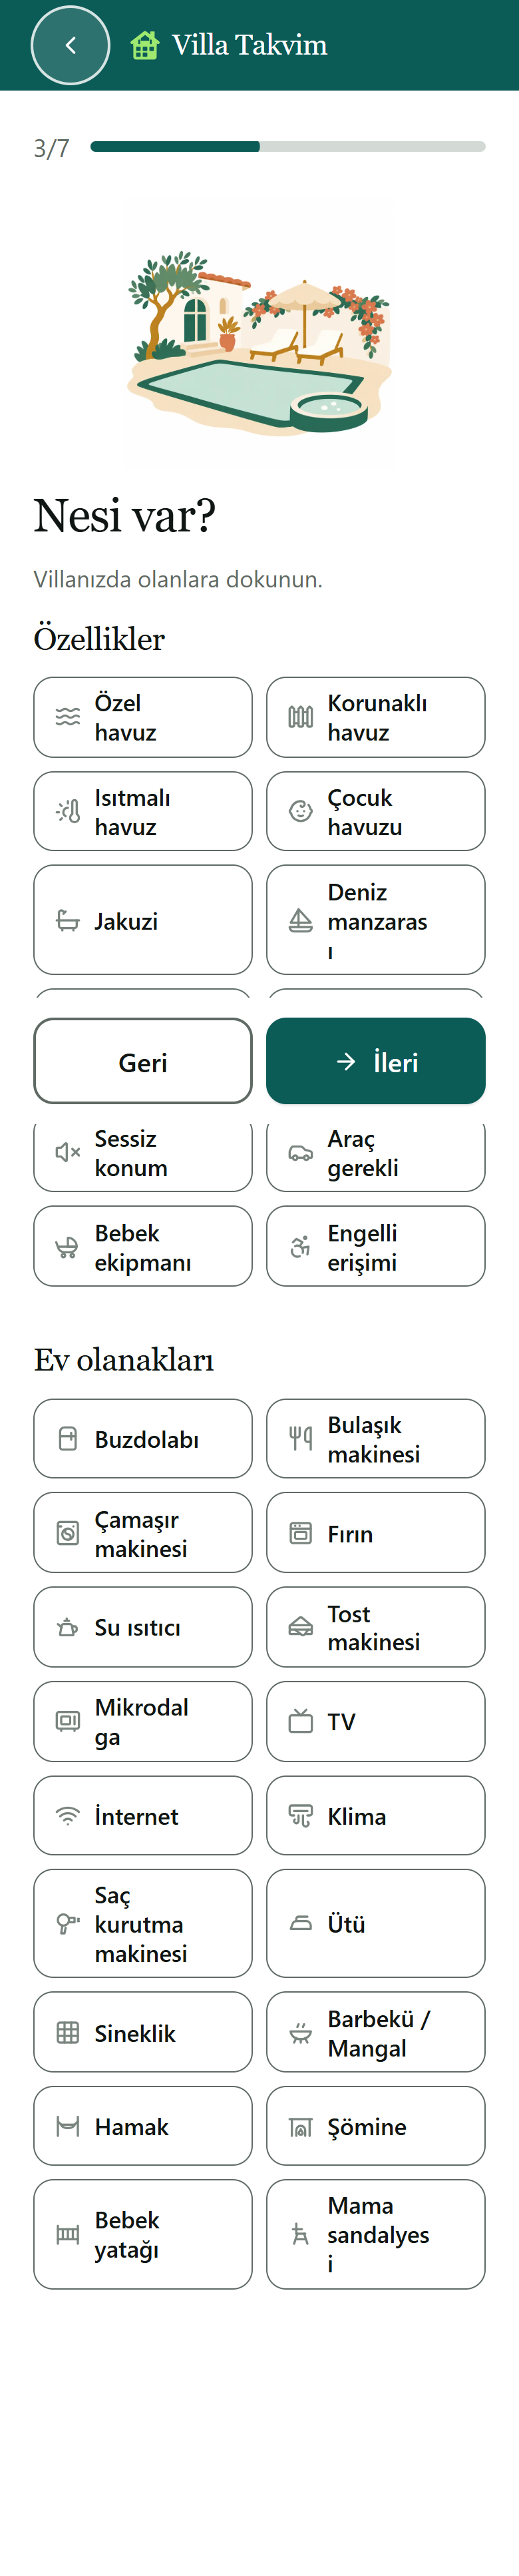 Villa Takvim
3/7
Nesi var?
Villanızda olanlara dokunun.
Özellikler
Özel
havuz
Korunaklı
havuz
Isıtmalı
havuz
Çocuk
havuzu
Jakuzi
Deniz
manzaras
ı
Geri
İleri
Sessiz
konum
Araç
gerekli
Bebek
ekipmanı
Engelli
erişimi
Ev olanakları
Buzdolabı
Bulaşık
makinesi
Çamaşır
makinesi
Fırın
Su ısıtıcı
Tost
makinesi
Mikrodal
ga
TV
İnternet
Klima
Saç
kurutma
makinesi
Ütü
Sineklik
Barbekü /
Mangal
Hamak
Şömine
Bebek
yatağı
Mama
sandalyes
i